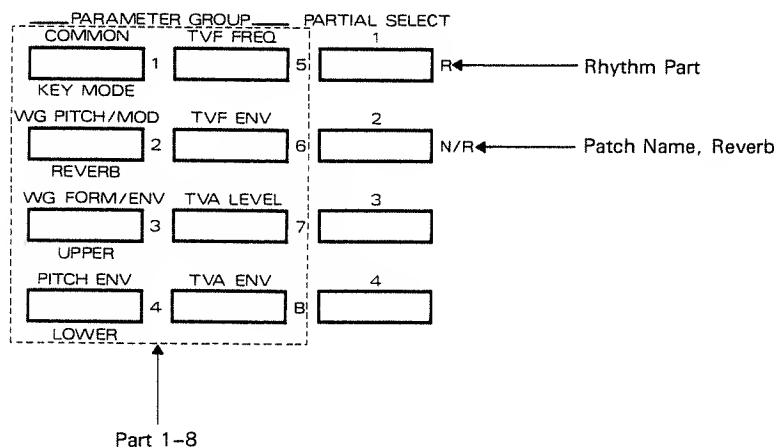 PARAMETER GROUP PARTIAL SELECT
COMMON TVF FREQ 1
1 5 R Rhythm Part
KEY MODE
WG PITCH/MOD TVF ENV 2
2 6 N/R Patch Name, Reverb
REVERB
WG FORM/ENV TVA LEVEL 3
3 7
UPPER
PITCH ENV TVA ENV 4
4 8
LOWER
Part 1–8